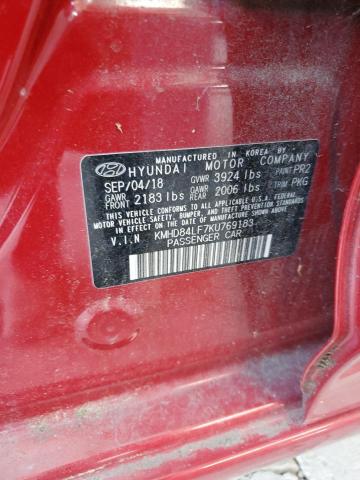 MANUFACTURED IN KOREA BY
HYUNDAI MOTOR COMPANY
SEP/04/18 GVWR 3924 lbs PAINT PR2
GAWR FRONT 2183 lbs GAWR REAR 2006 lbs TRIM PKG
THIS VEHICLE CONFORMS TO ALL APPLICABLE U.S.A FEDERAL
MOTOR VEHICLE SAFETY, BUMPER, AND THEFT PREVENTION
STANDARDS IN EFFECT ON THE DATE OF MANUFACTURE SHOWN ABOVE.
V.I.N KMHD84LF7KU769183
PASSENGER CAR